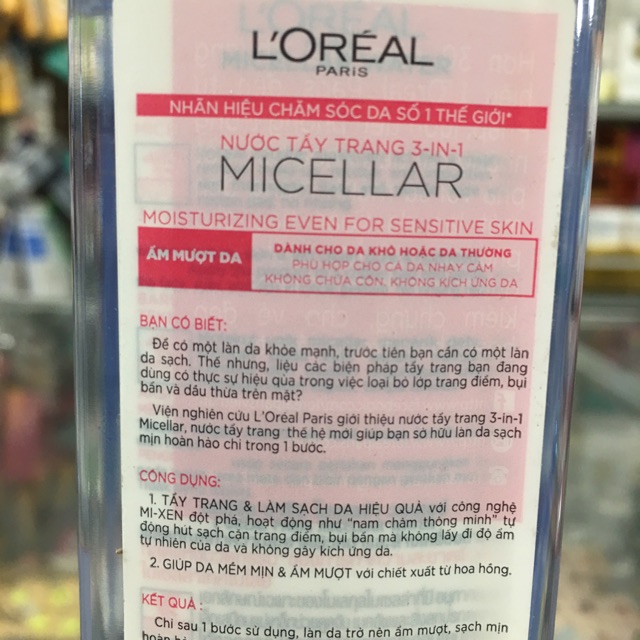 L'ORÉAL
PARIS
NHÃN HIỆU CHĂM SÓC DA SỐ 1 THẾ GIỚI*
NƯỚC TẨY TRANG 3-IN-1
MICELLAR
MOISTURIZING EVEN FOR SENSITIVE SKIN
ẨM MƯỢT DA
DÀNH CHO DA KHÔ HOẶC DA THƯỜNG
PHÙ HỢP CHO CẢ DA NHẠY CẢM
KHÔNG CHỨA CỒN, KHÔNG KÍCH ỨNG DA
BẠN CÓ BIẾT:
Để có một làn da khỏe mạnh, trước tiên bạn cần có một làn
da sạch. Thế nhưng, liệu các biện pháp tẩy trang bạn đang
dùng có thực sự hiệu quả trong việc loại bỏ lớp trang điểm, bụi
bẩn và dầu thừa trên mặt?
Viện nghiên cứu L'Oréal Paris giới thiệu nước tẩy trang 3-in-1
Micellar, nước tẩy trang thế hệ mới giúp bạn sở hữu làn da sạch
mịn hoàn hảo chỉ trong 1 bước.
CÔNG DỤNG:
1. TẨY TRANG & LÀM SẠCH DA HIỆU QUẢ với công nghệ
MI-XEN đột phá, hoạt động như "nam châm thông minh" tự
động hút sạch cặn trang điểm, bụi bẩn mà không lấy đi độ ẩm
tự nhiên của da và không gây kích ứng da.
2. GIÚP DA MỀM MỊN & ẨM MƯỢT với chiết xuất từ hoa hồng.
KẾT QUẢ :
Chỉ sau 1 bước sử dụng, làn da trở nên ẩm mượt, sạch mịn